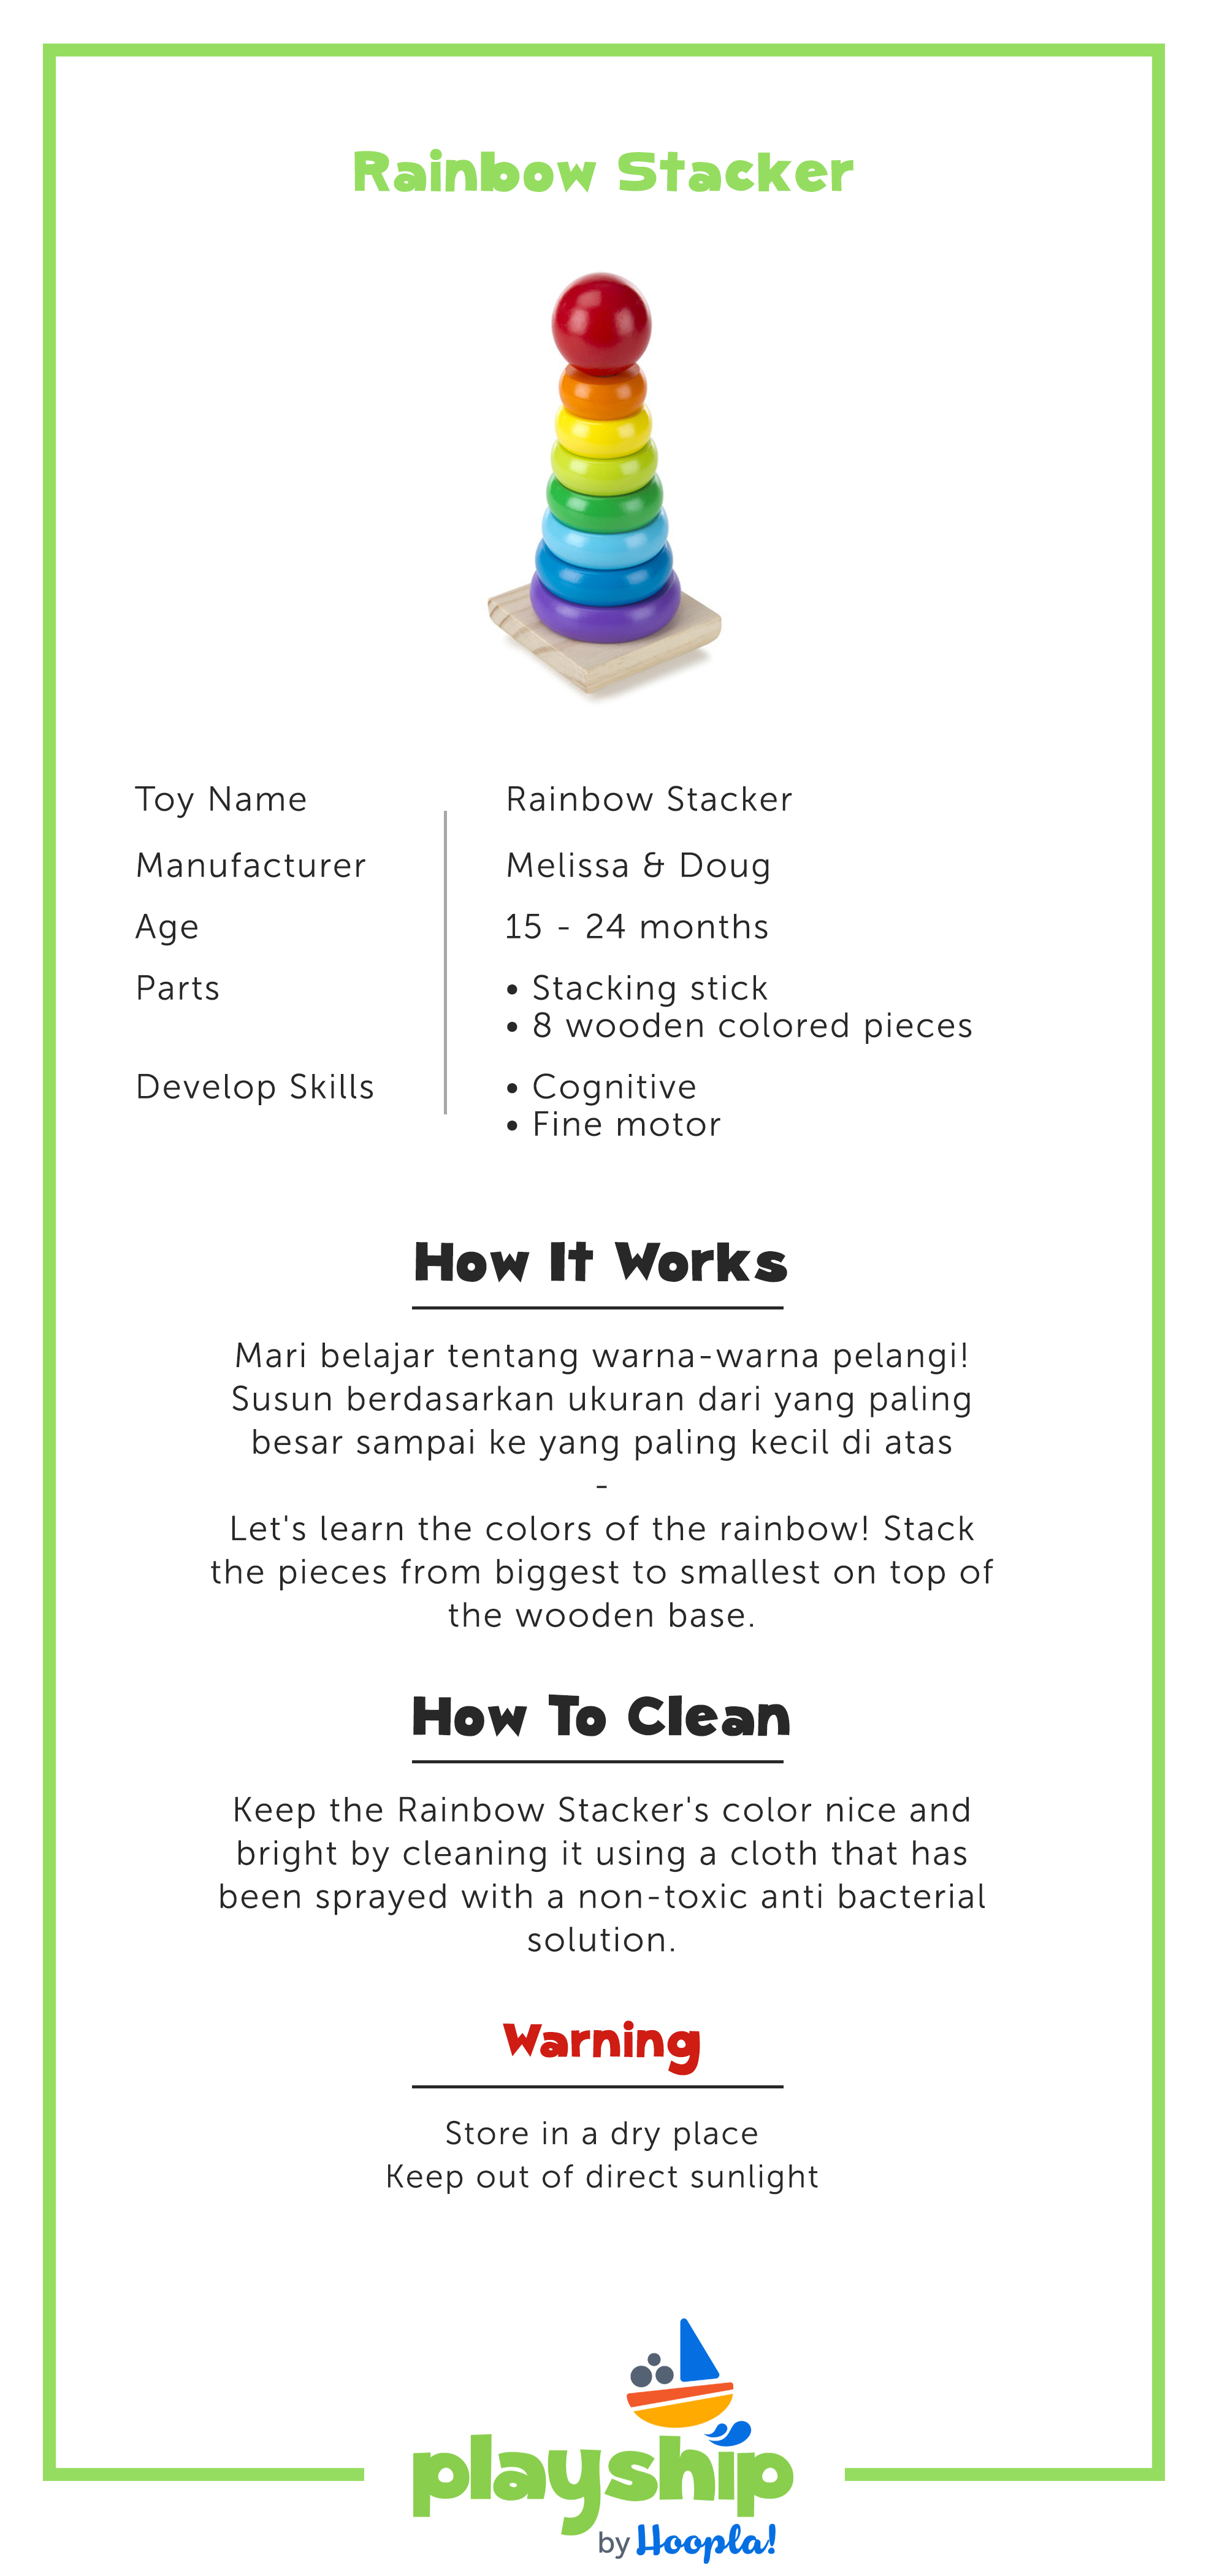 Rainbow Stacker
Toy Name
Rainbow Stacker
Manufacturer
Melissa & Doug
Age
15 - 24 months
Parts
• Stacking stick
• 8 wooden colored pieces
Develop Skills
• Cognitive
• Fine motor
How It Works
Mari belajar tentang warna-warna pelangi!
Susun berdasarkan ukuran dari yang paling
besar sampai ke yang paling kecil di atas
-
Let's learn the colors of the rainbow! Stack
the pieces from biggest to smallest on top of
the wooden base.
How To Clean
Keep the Rainbow Stacker's color nice and
bright by cleaning it using a cloth that has
been sprayed with a non-toxic anti bacterial
solution.
Warning
Store in a dry place
Keep out of direct sunlight
playship
by Hoopla!